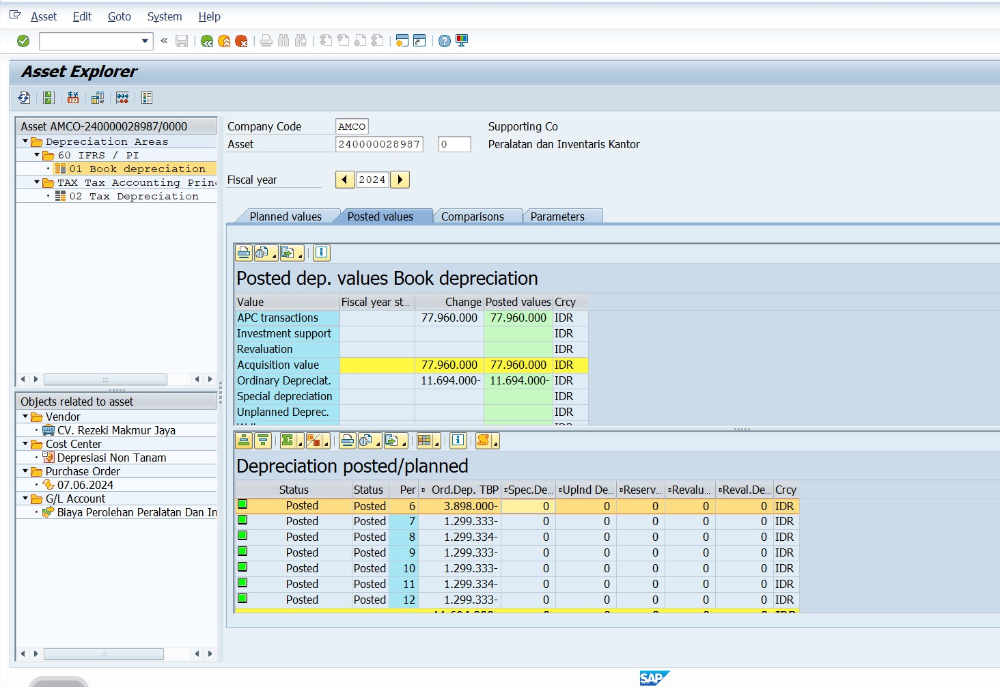 Asset Edit Goto System Help
Asset Explorer
Asset AMCO-240000028987/0000
Depreciation Areas
60 IFRS / PI
01 Book depreciation
TAX Tax Accounting Prin
02 Tax Depreciation
Objects related to asset
Vendor
CV. Rezeki Makmur Jaya
Cost Center
Depresiasi Non Tanam
Purchase Order
07.06.2024
G/L Account
Biaya Perolehan Peralatan Dan In
Company Code AMCO Supporting Co
Asset 240000028987 0 Peralatan dan Inventaris Kantor
Fiscal year 2024
Planned values Posted values Comparisons Parameters
Posted dep. values Book depreciation
Value Fiscal year st... Change Posted values Crcy
APC transactions 77.960.000 77.960.000 IDR
Investment support IDR
Revaluation IDR
Acquisition value 77.960.000 77.960.000 IDR
Ordinary Depreciat. 11.694.000- 11.694.000- IDR
Special depreciation IDR
Unplanned Deprec. IDR
Depreciation posted/planned
Status Status Per Σ Ord.Dep. TBP ΣSpec.De... ΣUplnd De... ΣReserv... ΣRevalu... ΣReval.De... Crcy
Posted Posted 6 3.898.000- 0 0 0 0 0 IDR
Posted Posted 7 1.299.333- 0 0 0 0 0 IDR
Posted Posted 8 1.299.334- 0 0 0 0 0 IDR
Posted Posted 9 1.299.333- 0 0 0 0 0 IDR
Posted Posted 10 1.299.333- 0 0 0 0 0 IDR
Posted Posted 11 1.299.334- 0 0 0 0 0 IDR
Posted Posted 12 1.299.333- 0 0 0 0 0 IDR
SAP